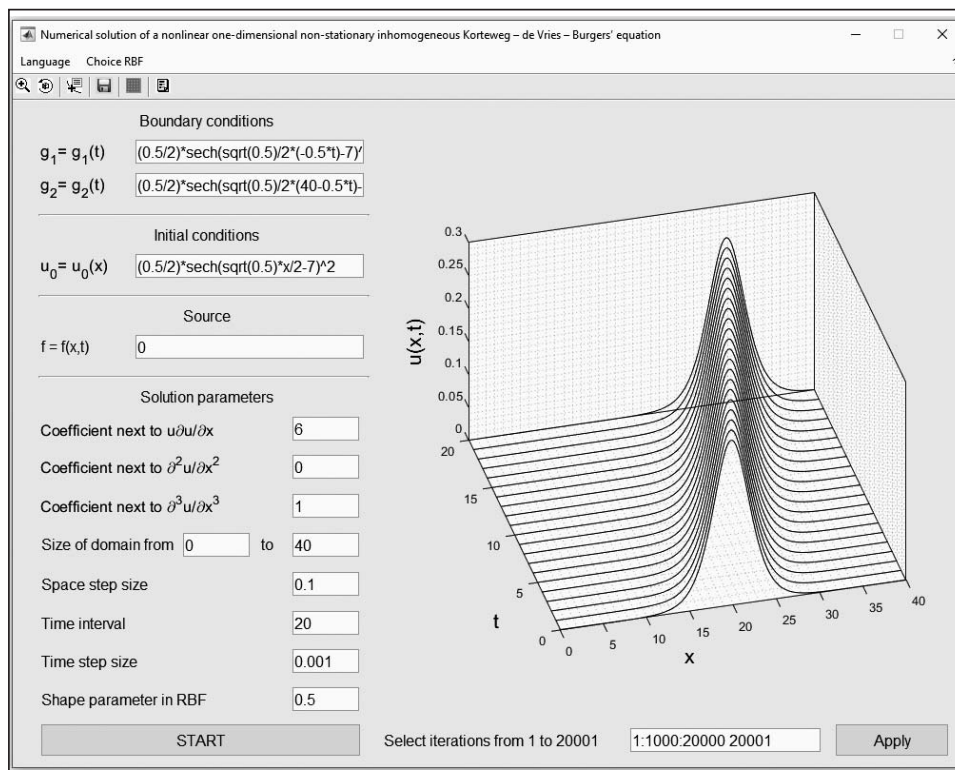 Numerical solution of a nonlinear one-dimensional non-stationary inhomogeneous Korteweg – de Vries – Burgers' equation
Language Choice RBF
Boundary conditions
g1= g1(t) (0.5/2)*sech(sqrt(0.5)/2*(-0.5*t)-7)^
g2= g2(t) (0.5/2)*sech(sqrt(0.5)/2*(40-0.5*t)-
Initial conditions
u0= u0(x) (0.5/2)*sech(sqrt(0.5)*x/2-7)^2
Source
f = f(x,t) 0
Solution parameters
Coefficient next to u∂u/∂x 6
Coefficient next to ∂²u/∂x² 0
Coefficient next to ∂³u/∂x³ 1
Size of domain from 0 to 40
Space step size 0.1
Time interval 20
Time step size 0.001
Shape parameter in RBF 0.5
START
u(x,t)
0.3
0.25
0.2
0.15
0.1
0.05
0
20
15
10
5
0
t
0 5 10 15 20 25 30 35 40
x
Select iterations from 1 to 20001 1:1000:20000 20001 Apply